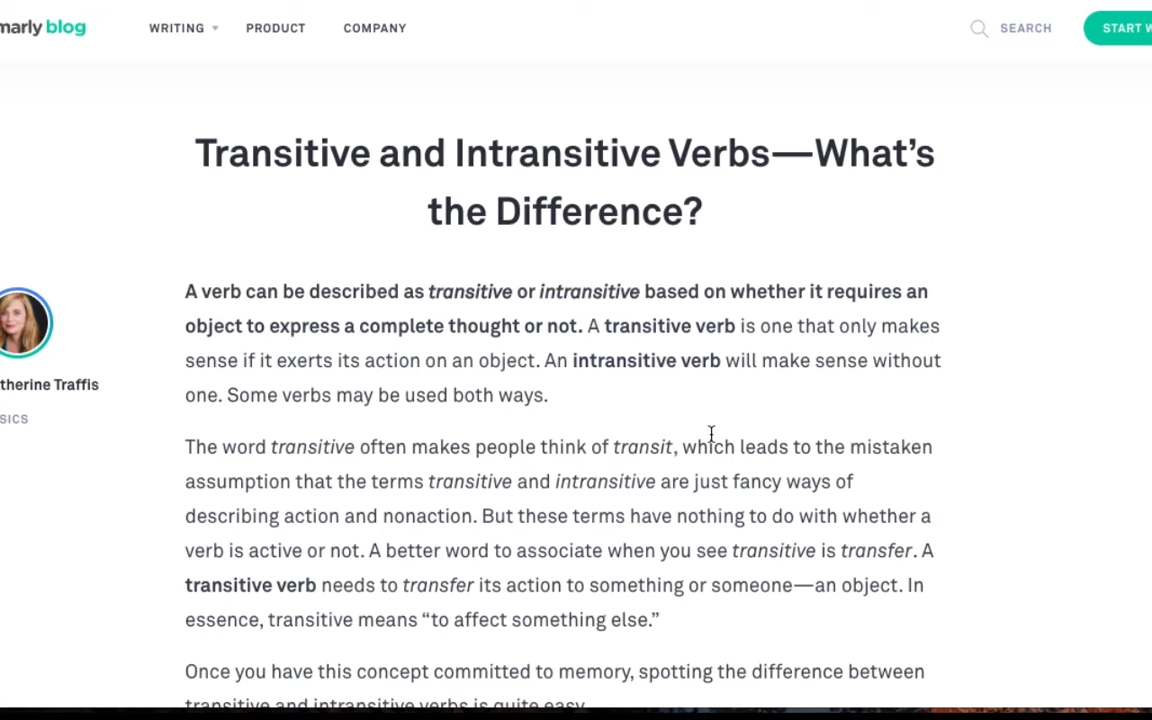 marly blog
WRITING
PRODUCT
COMPANY
SEARCH
START W
Transitive and Intransitive Verbs—What's
the Difference?
A verb can be described as transitive or intransitive based on whether it requires an
object to express a complete thought or not. A transitive verb is one that only makes
sense if it exerts its action on an object. An intransitive verb will make sense without
one. Some verbs may be used both ways.
therine Traffis
SICS
The word transitive often makes people think of transit, which leads to the mistaken
assumption that the terms transitive and intransitive are just fancy ways of
describing action and nonaction. But these terms have nothing to do with whether a
verb is active or not. A better word to associate when you see transitive is transfer. A
transitive verb needs to transfer its action to something or someone—an object. In
essence, transitive means “to affect something else.”
Once you have this concept committed to memory, spotting the difference between
transitive and intransitive verbs is quite easy.